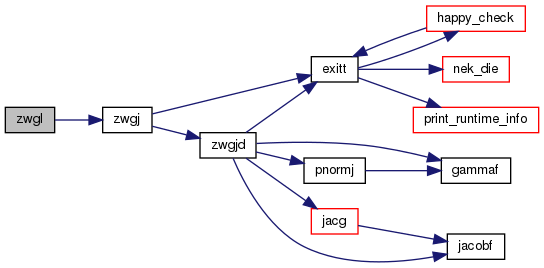 happy_check
exitt
nek_die
print_runtime_info
zwgl
zwgj
zwgjd
pnormj
gammaf
jacg
jacobf